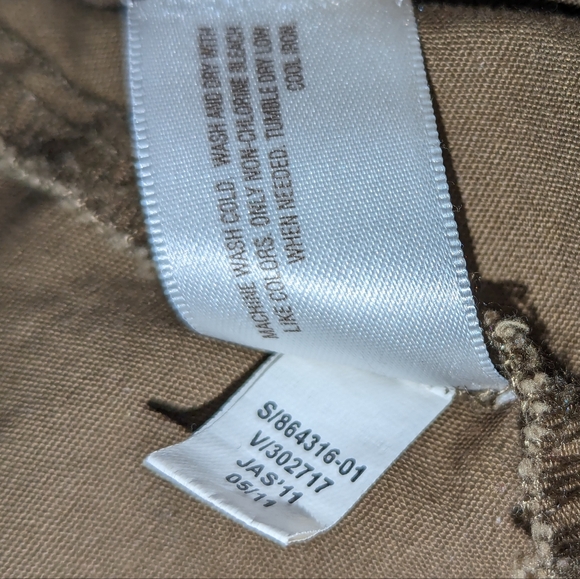 MACHINE WASH COLD  WASH AND DRY WITH
LIKE COLORS. ONLY NON-CHLORINE BLEACH
WHEN NEEDED. TUMBLE DRY LOW
COOL IRON
S/864316-01
V/302717
JAS'11
05/11